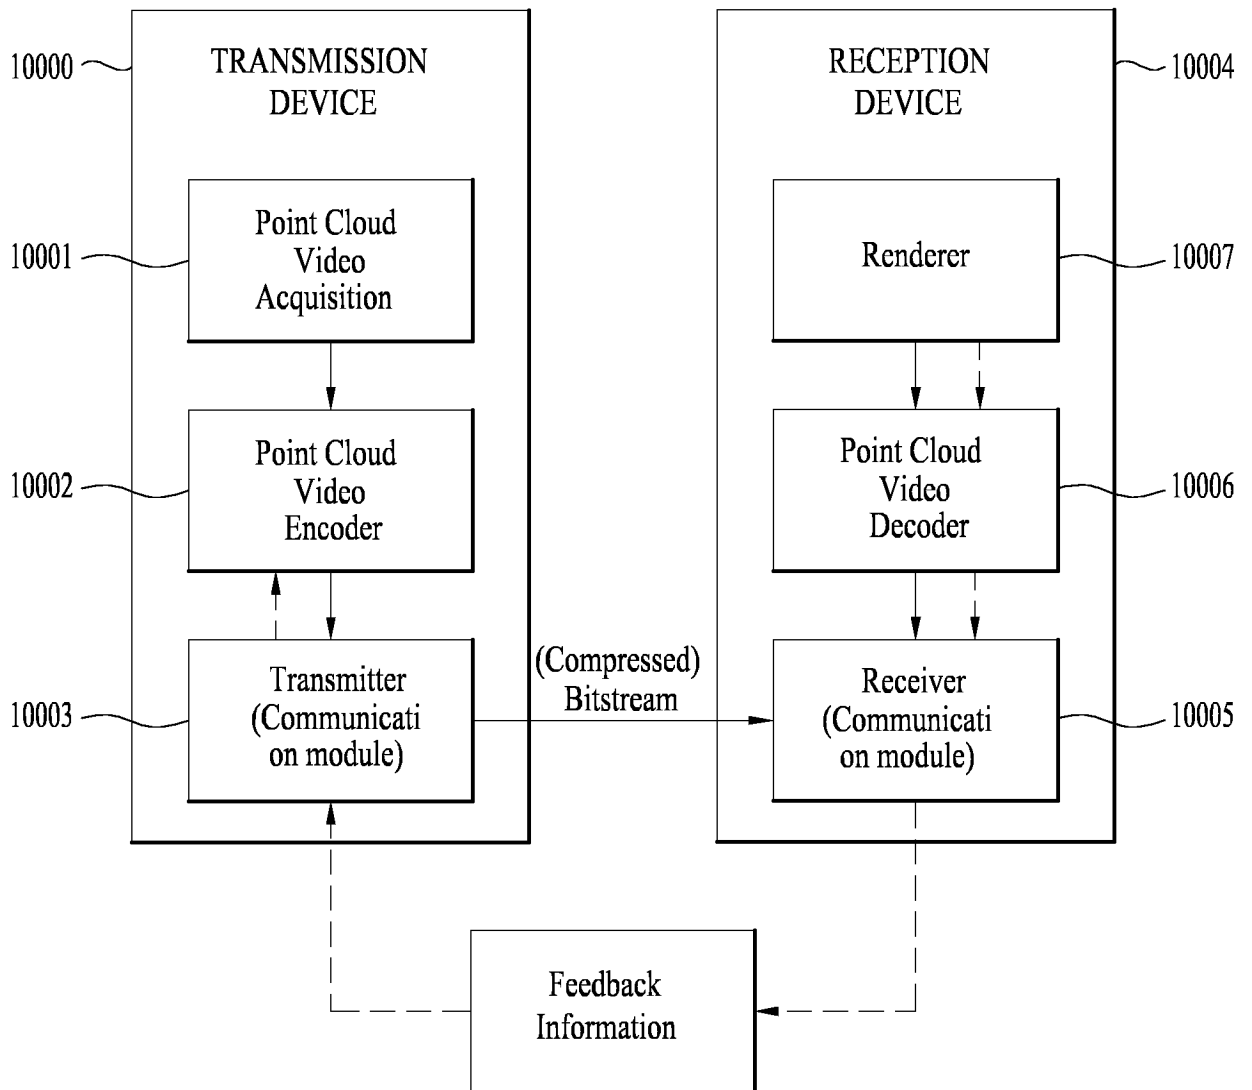 10000
TRANSMISSION
DEVICE
10001
Point Cloud
Video
Acquisition
10002
Point Cloud
Video
Encoder
10003
Transmitter
(Communicati
on module)
(Compressed)
Bitstream
RECEPTION
DEVICE
10004
Renderer
10007
Point Cloud
Video
Decoder
10006
Receiver
(Communicati
on module)
10005
Feedback
Information